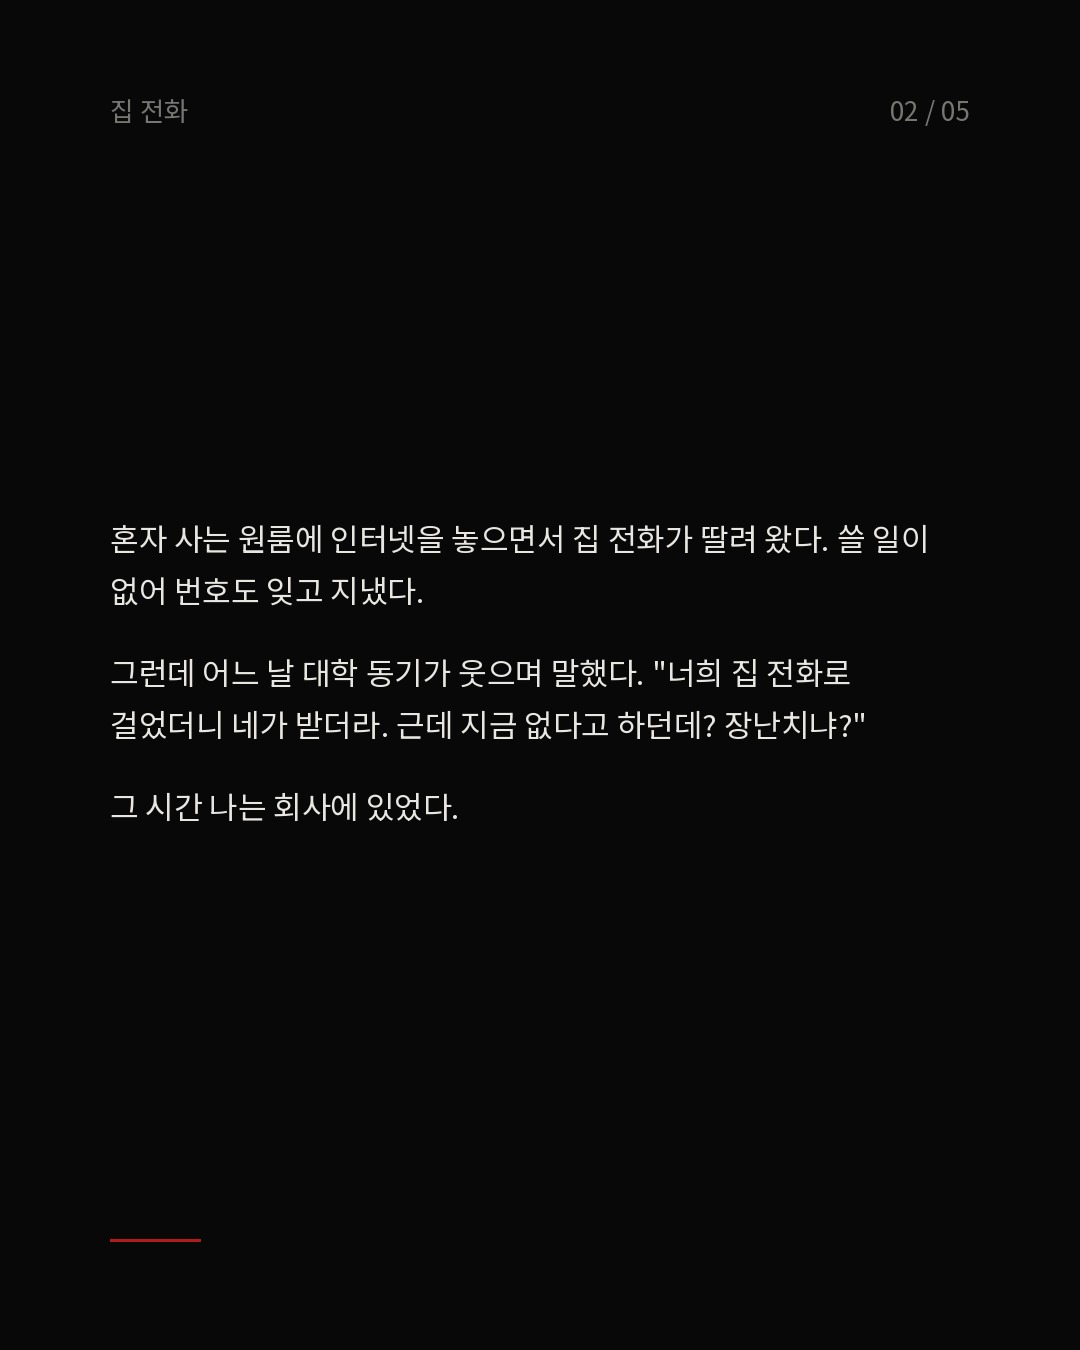 집 전화
02 / 05
혼자 사는 원룸에 인터넷을 놓으면서 집 전화가 딸려 왔다. 쓸 일이
없어 번호도 잊고 지냈다.
그런데 어느 날 대학 동기가 웃으며 말했다. "너희 집 전화로
걸었더니 네가 받더라. 근데 지금 없다고 하던데? 장난치냐?"
그 시간 나는 회사에 있었다.